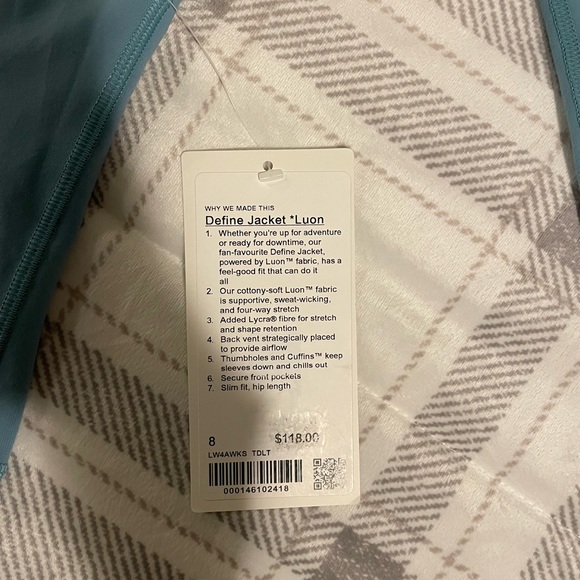 WHY WE MADE THIS
Define Jacket *Luon
1. Whether you're up for adventure
or ready for downtime, our
fan-favourite Define Jacket,
powered by Luon™ fabric, has a
feel-good fit that can do it
all
2. Our cottony-soft Luon™ fabric
is supportive, sweat-wicking,
and four-way stretch
3. Added Lycra® fibre for stretch
and shape retention
4. Back vent strategically placed
to provide airflow
5. Thumbholes and Cuffins™ keep
sleeves down and chills out
6. Secure front pockets
7. Slim fit, hip length
8 $118.00
LW4AWKS TDLT
000146102418